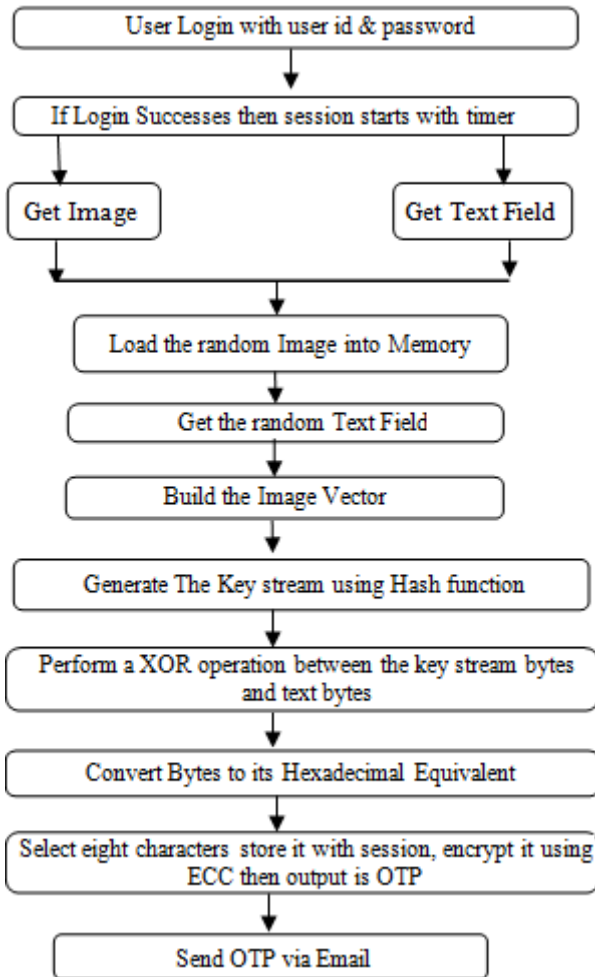 User Login with user id & password
If Login Successes then session starts with timer
Get Image
Get Text Field
Load the random Image into Memory
Get the random Text Field
Build the Image Vector
Generate The Key stream using Hash function
Perform a XOR operation between the key stream bytes
and text bytes
Convert Bytes to its Hexadecimal Equivalent
Select eight characters store it with session, encrypt it using
ECC then output is OTP
Send OTP via Email